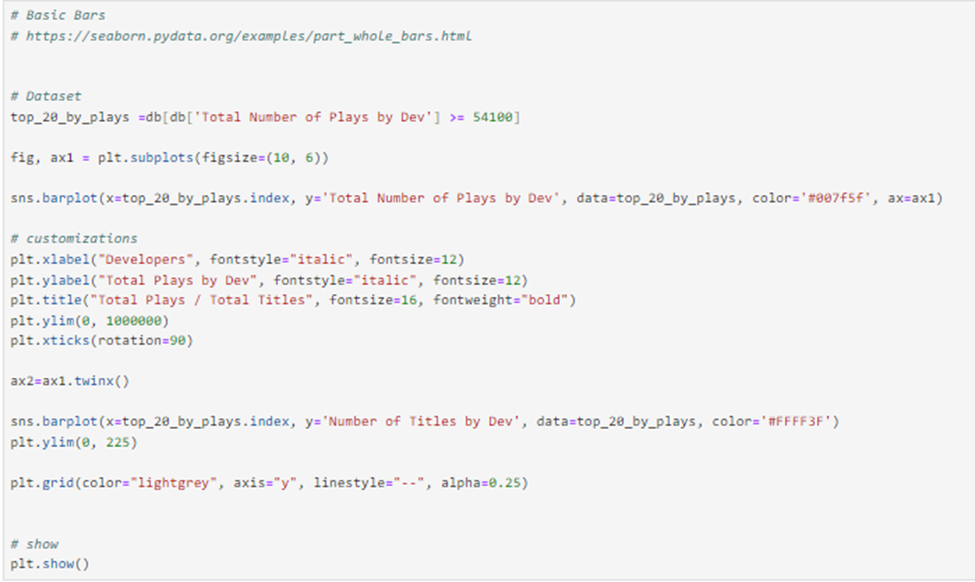 # Basic Bars
# https://seaborn.pydata.org/examples/part_whole_bars.html
# Dataset
top_20_by_plays =db[db['Total Number of Plays by Dev'] >= 54100]
fig, ax1 = plt.subplots(figsize=(10, 6))
sns.barplot(x=top_20_by_plays.index, y='Total Number of Plays by Dev', data=top_20_by_plays, color='#007f5f', ax=ax1)
# customizations
plt.xlabel("Developers", fontstyle="italic", fontsize=12)
plt.ylabel("Total Plays by Dev", fontstyle="italic", fontsize=12)
plt.title("Total Plays / Total Titles", fontsize=16, fontweight="bold")
plt.ylim(0, 1000000)
plt.xticks(rotation=90)
ax2=ax1.twinx()
sns.barplot(x=top_20_by_plays.index, y='Number of Titles by Dev', data=top_20_by_plays, color='#FFFF3F')
plt.ylim(0, 225)
plt.grid(color="lightgrey", axis="y", linestyle="--", alpha=0.25)
# show
plt.show()